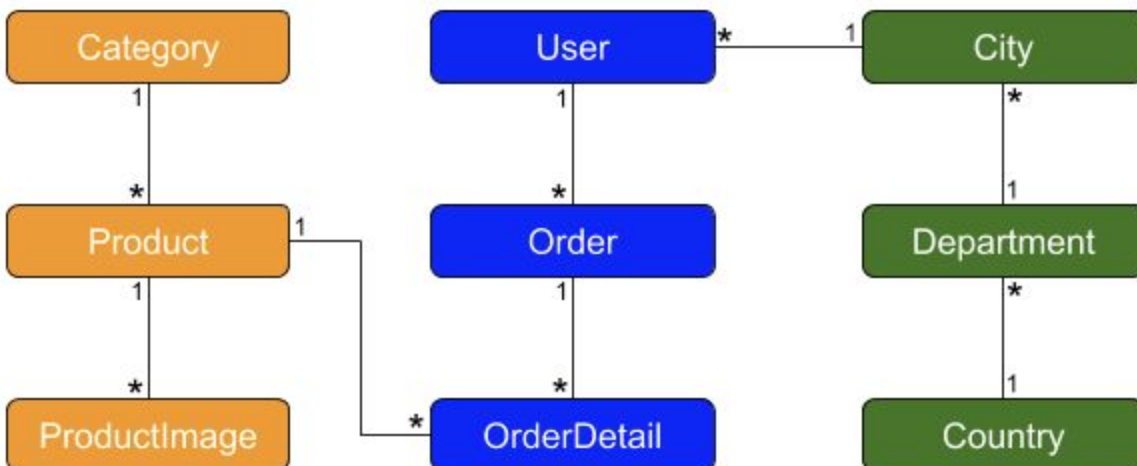 Category
User
* 1
City
1
1
*
*
*
1
Product
1
Order
Department
1
1
*
*
*
*
1
ProductImage
OrderDetail
Country